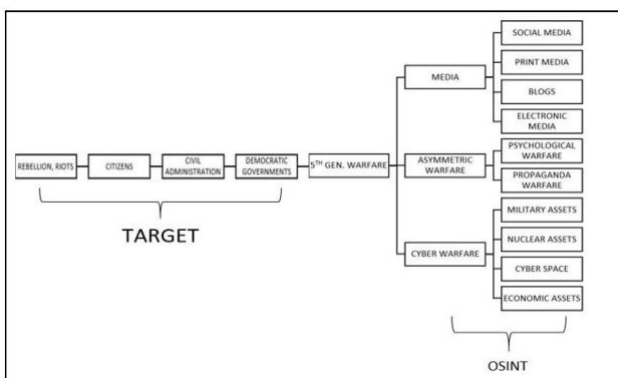 SOCIAL MEDIA
PRINT MEDIA
BLOGS
ELECTRONIC
MEDIA
MEDIA
REBELLION, RIOTS
CITIZENS
CIVIL
ADMINISTRATION
DEMOCRATIC
GOVERNMENTS
5TH GEN. WARFARE
ASYMMETRIC
WARFARE
PSYCHOLOGICAL
WARFARE
PROPAGANDA
WARFARE
CYBER WARFARE
MILITARY ASSETS
NUCLEAR ASSETS
CYBER SPACE
ECONOMIC ASSETS
TARGET
OSINT